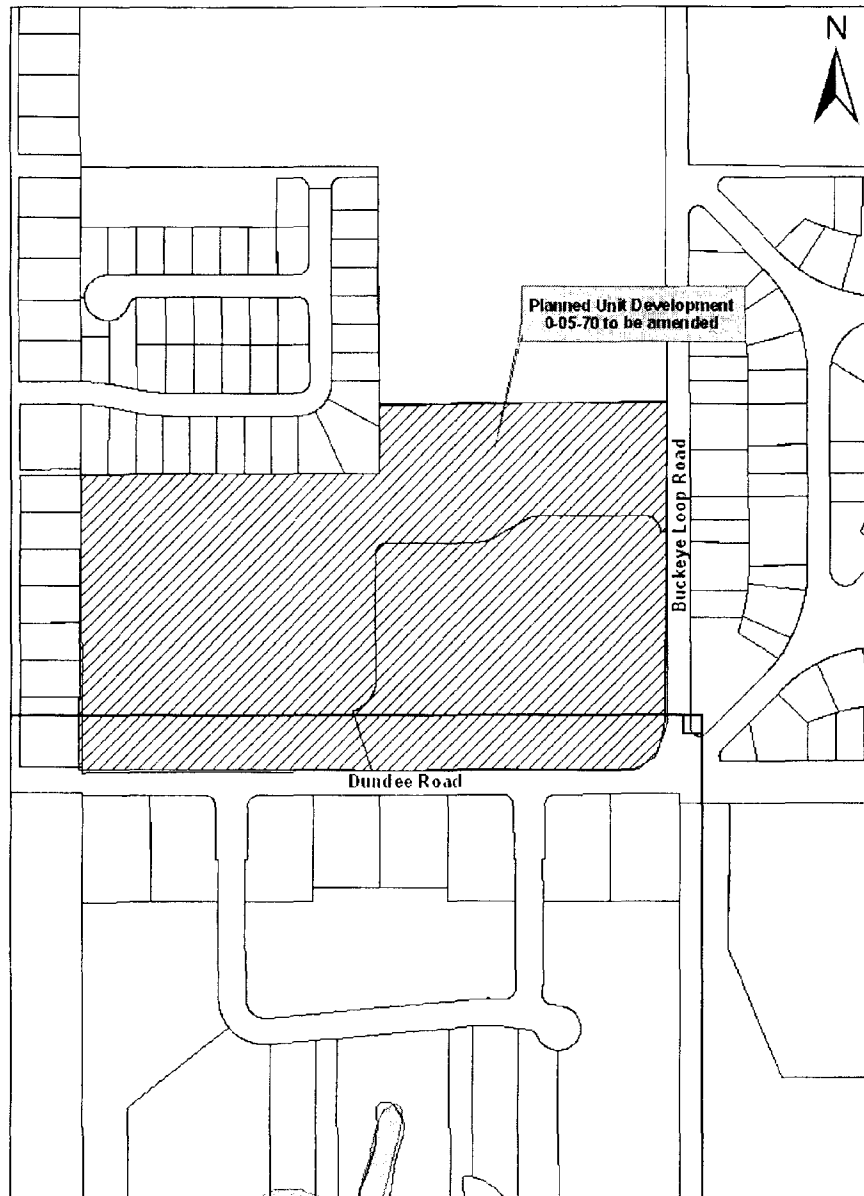 N
Planned Unit Development
0-05-70 to be amended
Buckeye Loop Road
Dundee Road